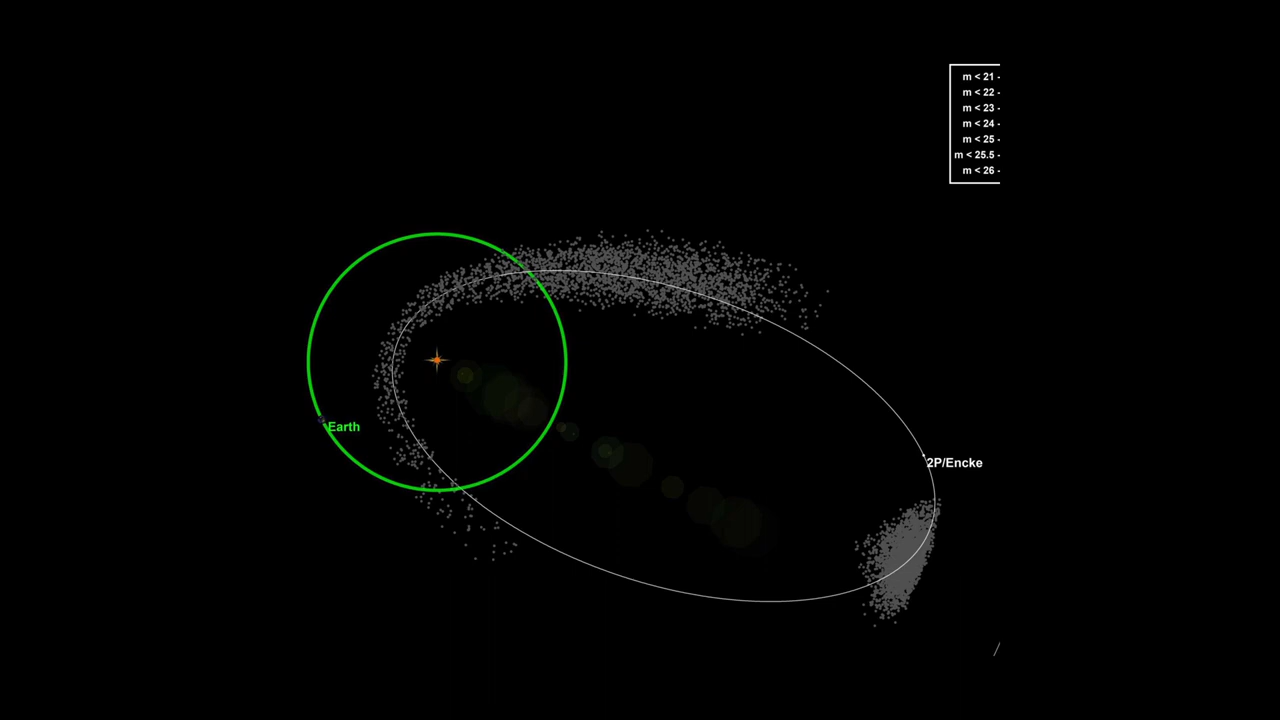 m < 21 -
m < 22 -
m < 23 -
m < 24 -
m < 25 -
m < 25.5 -
m < 26 -
Earth
2P/Encke